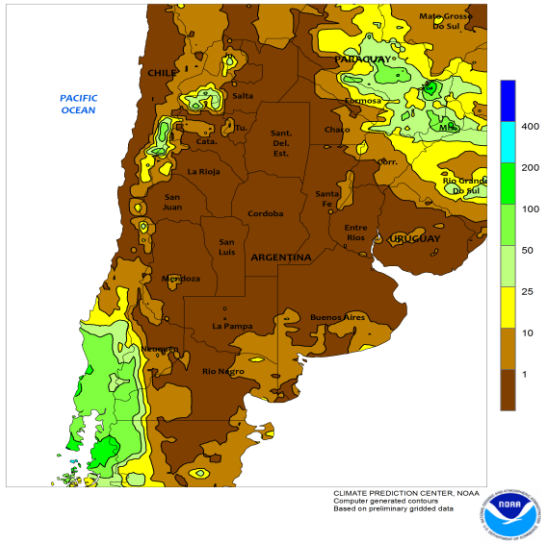 Mato Grosso
Do Sul
PARAGUAY
CHILE
PACIFIC
OCEAN
Salta
Formosa
Tu.
Chaco
Cata.
Sant.
Del.
Est.
Corr.
La Rioja
Rio Grande
Do Sul
San
Juan
Santa
Fe
Cordoba
Entre
Rios
URUGUAY
San
Luis
ARGENTINA
Mendoza
Buenos Aires
La Pampa
Neuquen
Rio Negro
400
200
100
50
25
10
1
CLIMATE PREDICTION CENTER, NOAA
Computer generated contours
Based on preliminary gridded data
NOAA